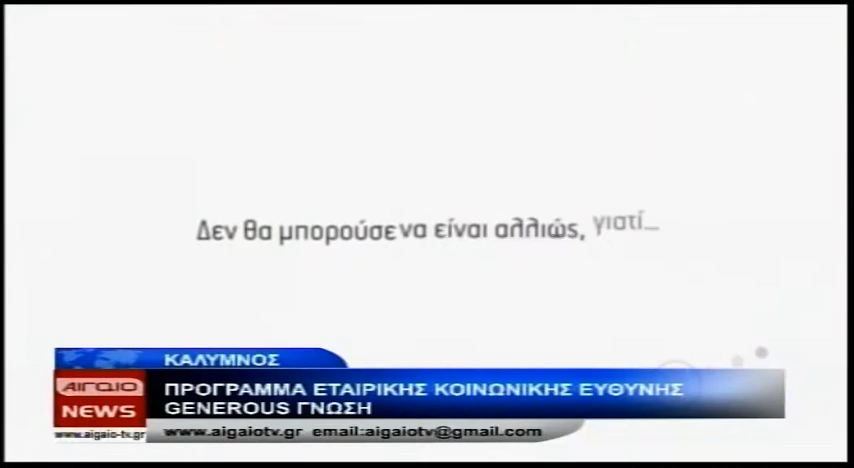 Δεν θα μπορούσε να είναι αλλιώς, γιατί...
ΚΑΛΥΜΝΟΣ
ΑΙΓΑΙΟ
NEWS
ΠΡΟΓΡΑΜΜΑ ΕΤΑΙΡΙΚΗΣ ΚΟΙΝΩΝΙΚΗΣ ΕΥΘΥΝΗΣ
GENEROUS ΓΝΩΣΗ
www.aigaio-tv.gr
www.aigaiotv.gr email:aigaiotv@gmail.com